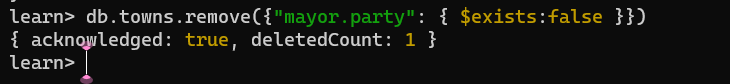 learn> db.towns.remove({"mayor.party": { $exists:false }})
{ acknowledged: true, deletedCount: 1 }
learn>